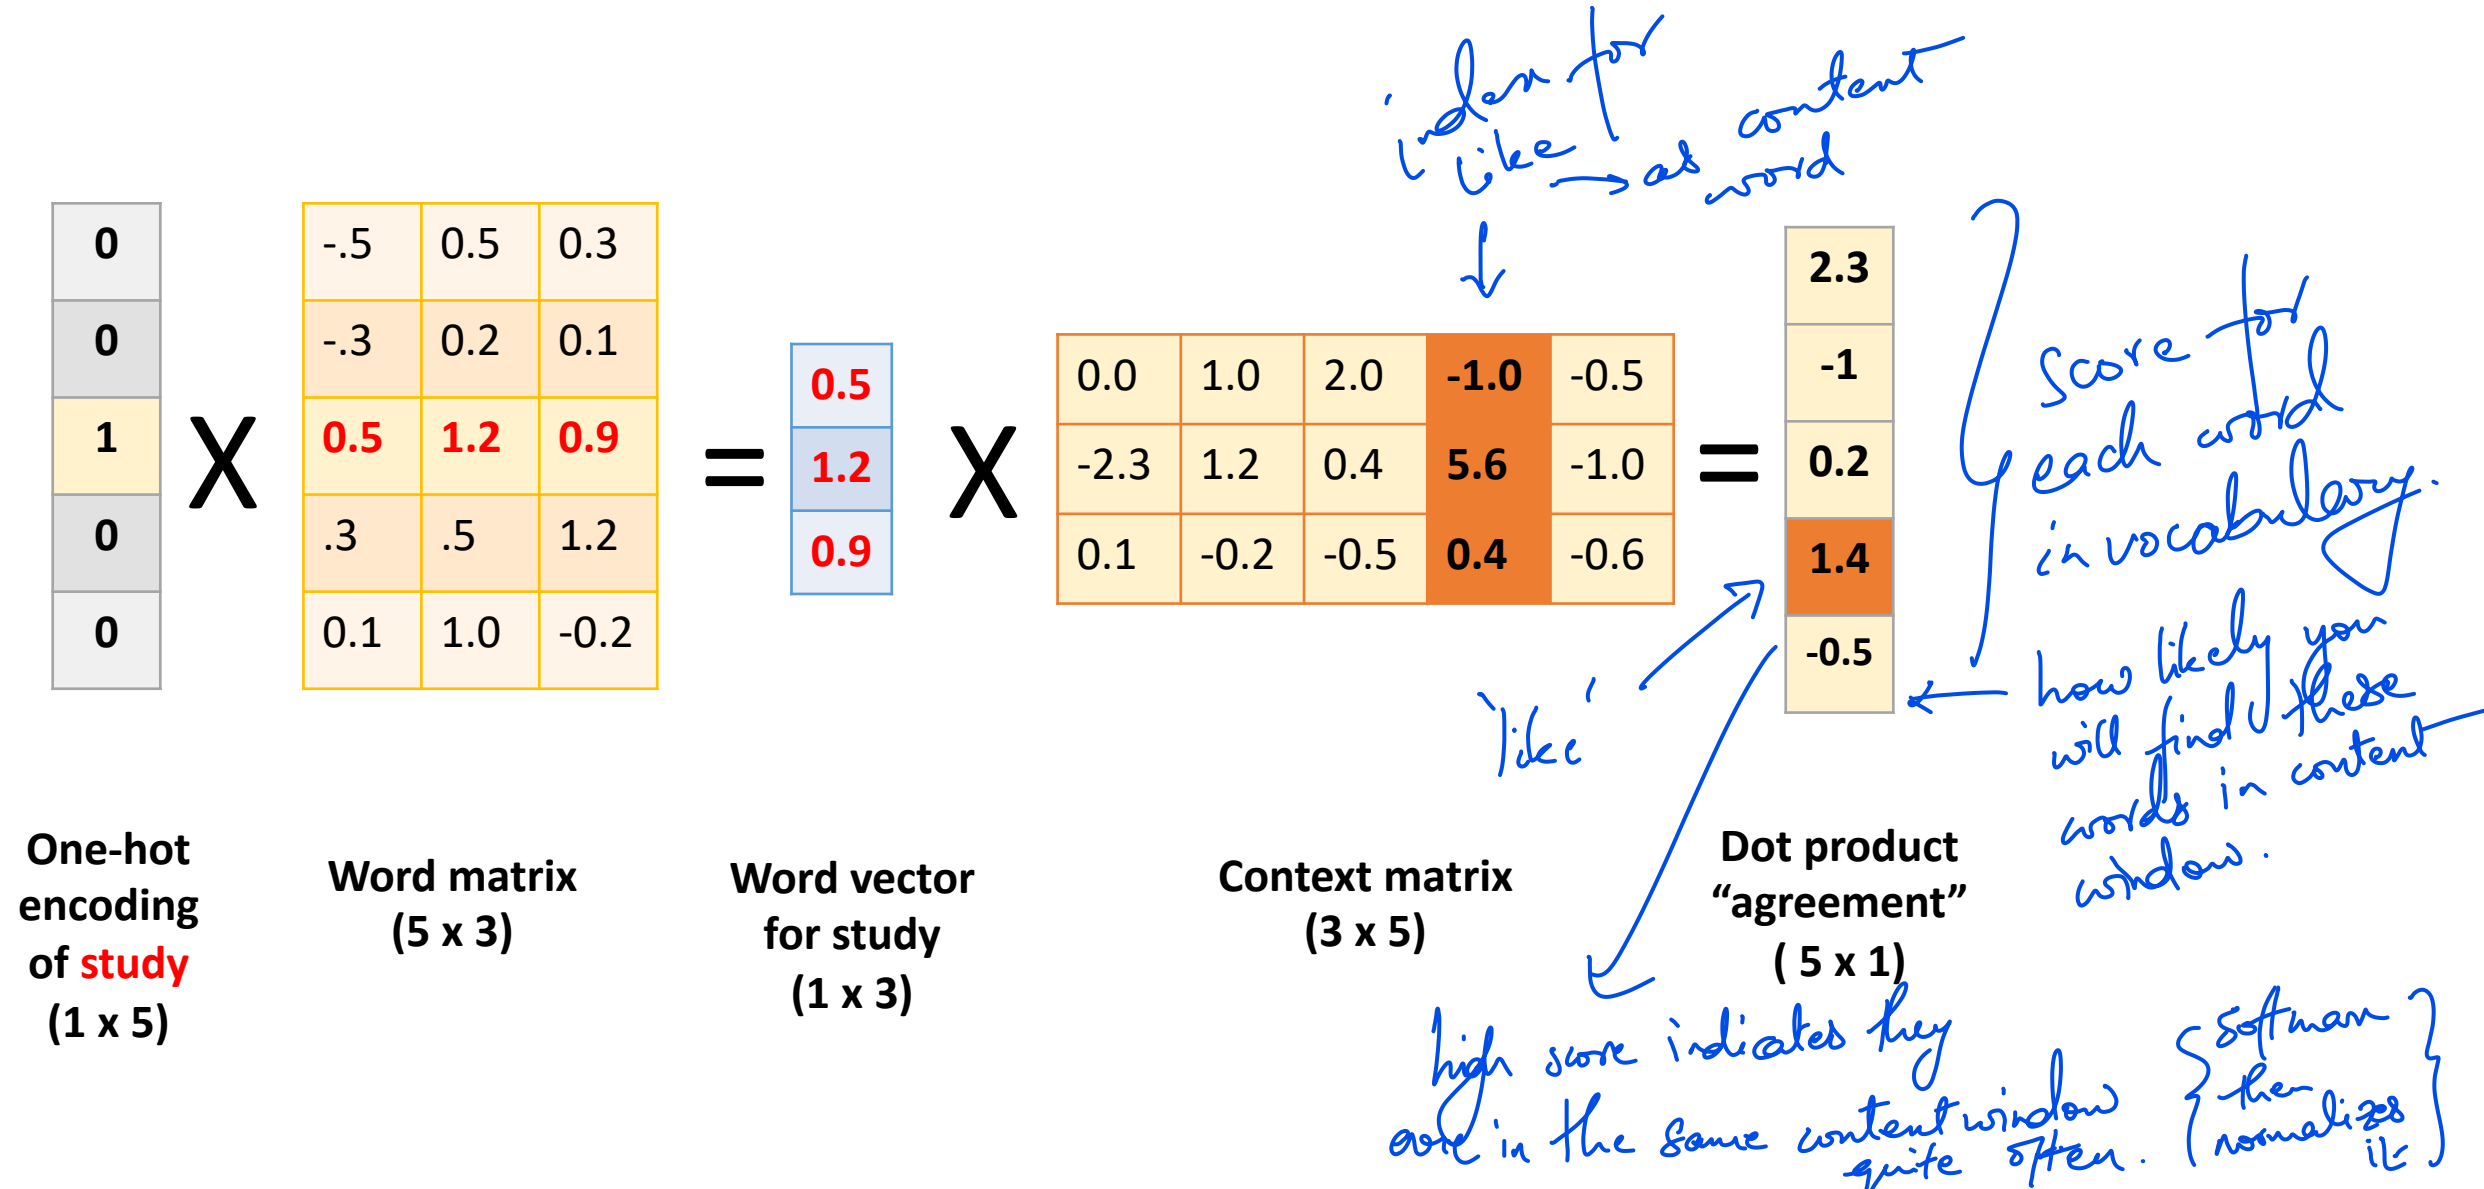 index for
like → as context
word
0
0
1
0
0
X
-.5 0.5 0.3
-.3 0.2 0.1
0.5 1.2 0.9
.3 .5 1.2
0.1 1.0 -0.2
=
0.5
1.2
0.9
X
0.0 1.0 2.0 -1.0 -0.5
-2.3 1.2 0.4 5.6 -1.0
0.1 -0.2 -0.5 0.4 -0.6
=
2.3
-1
0.2
1.4
-0.5
Score for
each word
in vocabulary.
how likely you
will find these
words in context
window.
'like'
One-hot
encoding
of study
(1 x 5)
Word matrix
(5 x 3)
Word vector
for study
(1 x 3)
Context matrix
(3 x 5)
Dot product
“agreement”
( 5 x 1)
high score indicates they
are in the same context window
quite often.
{ softmax
then
normalizes
it }